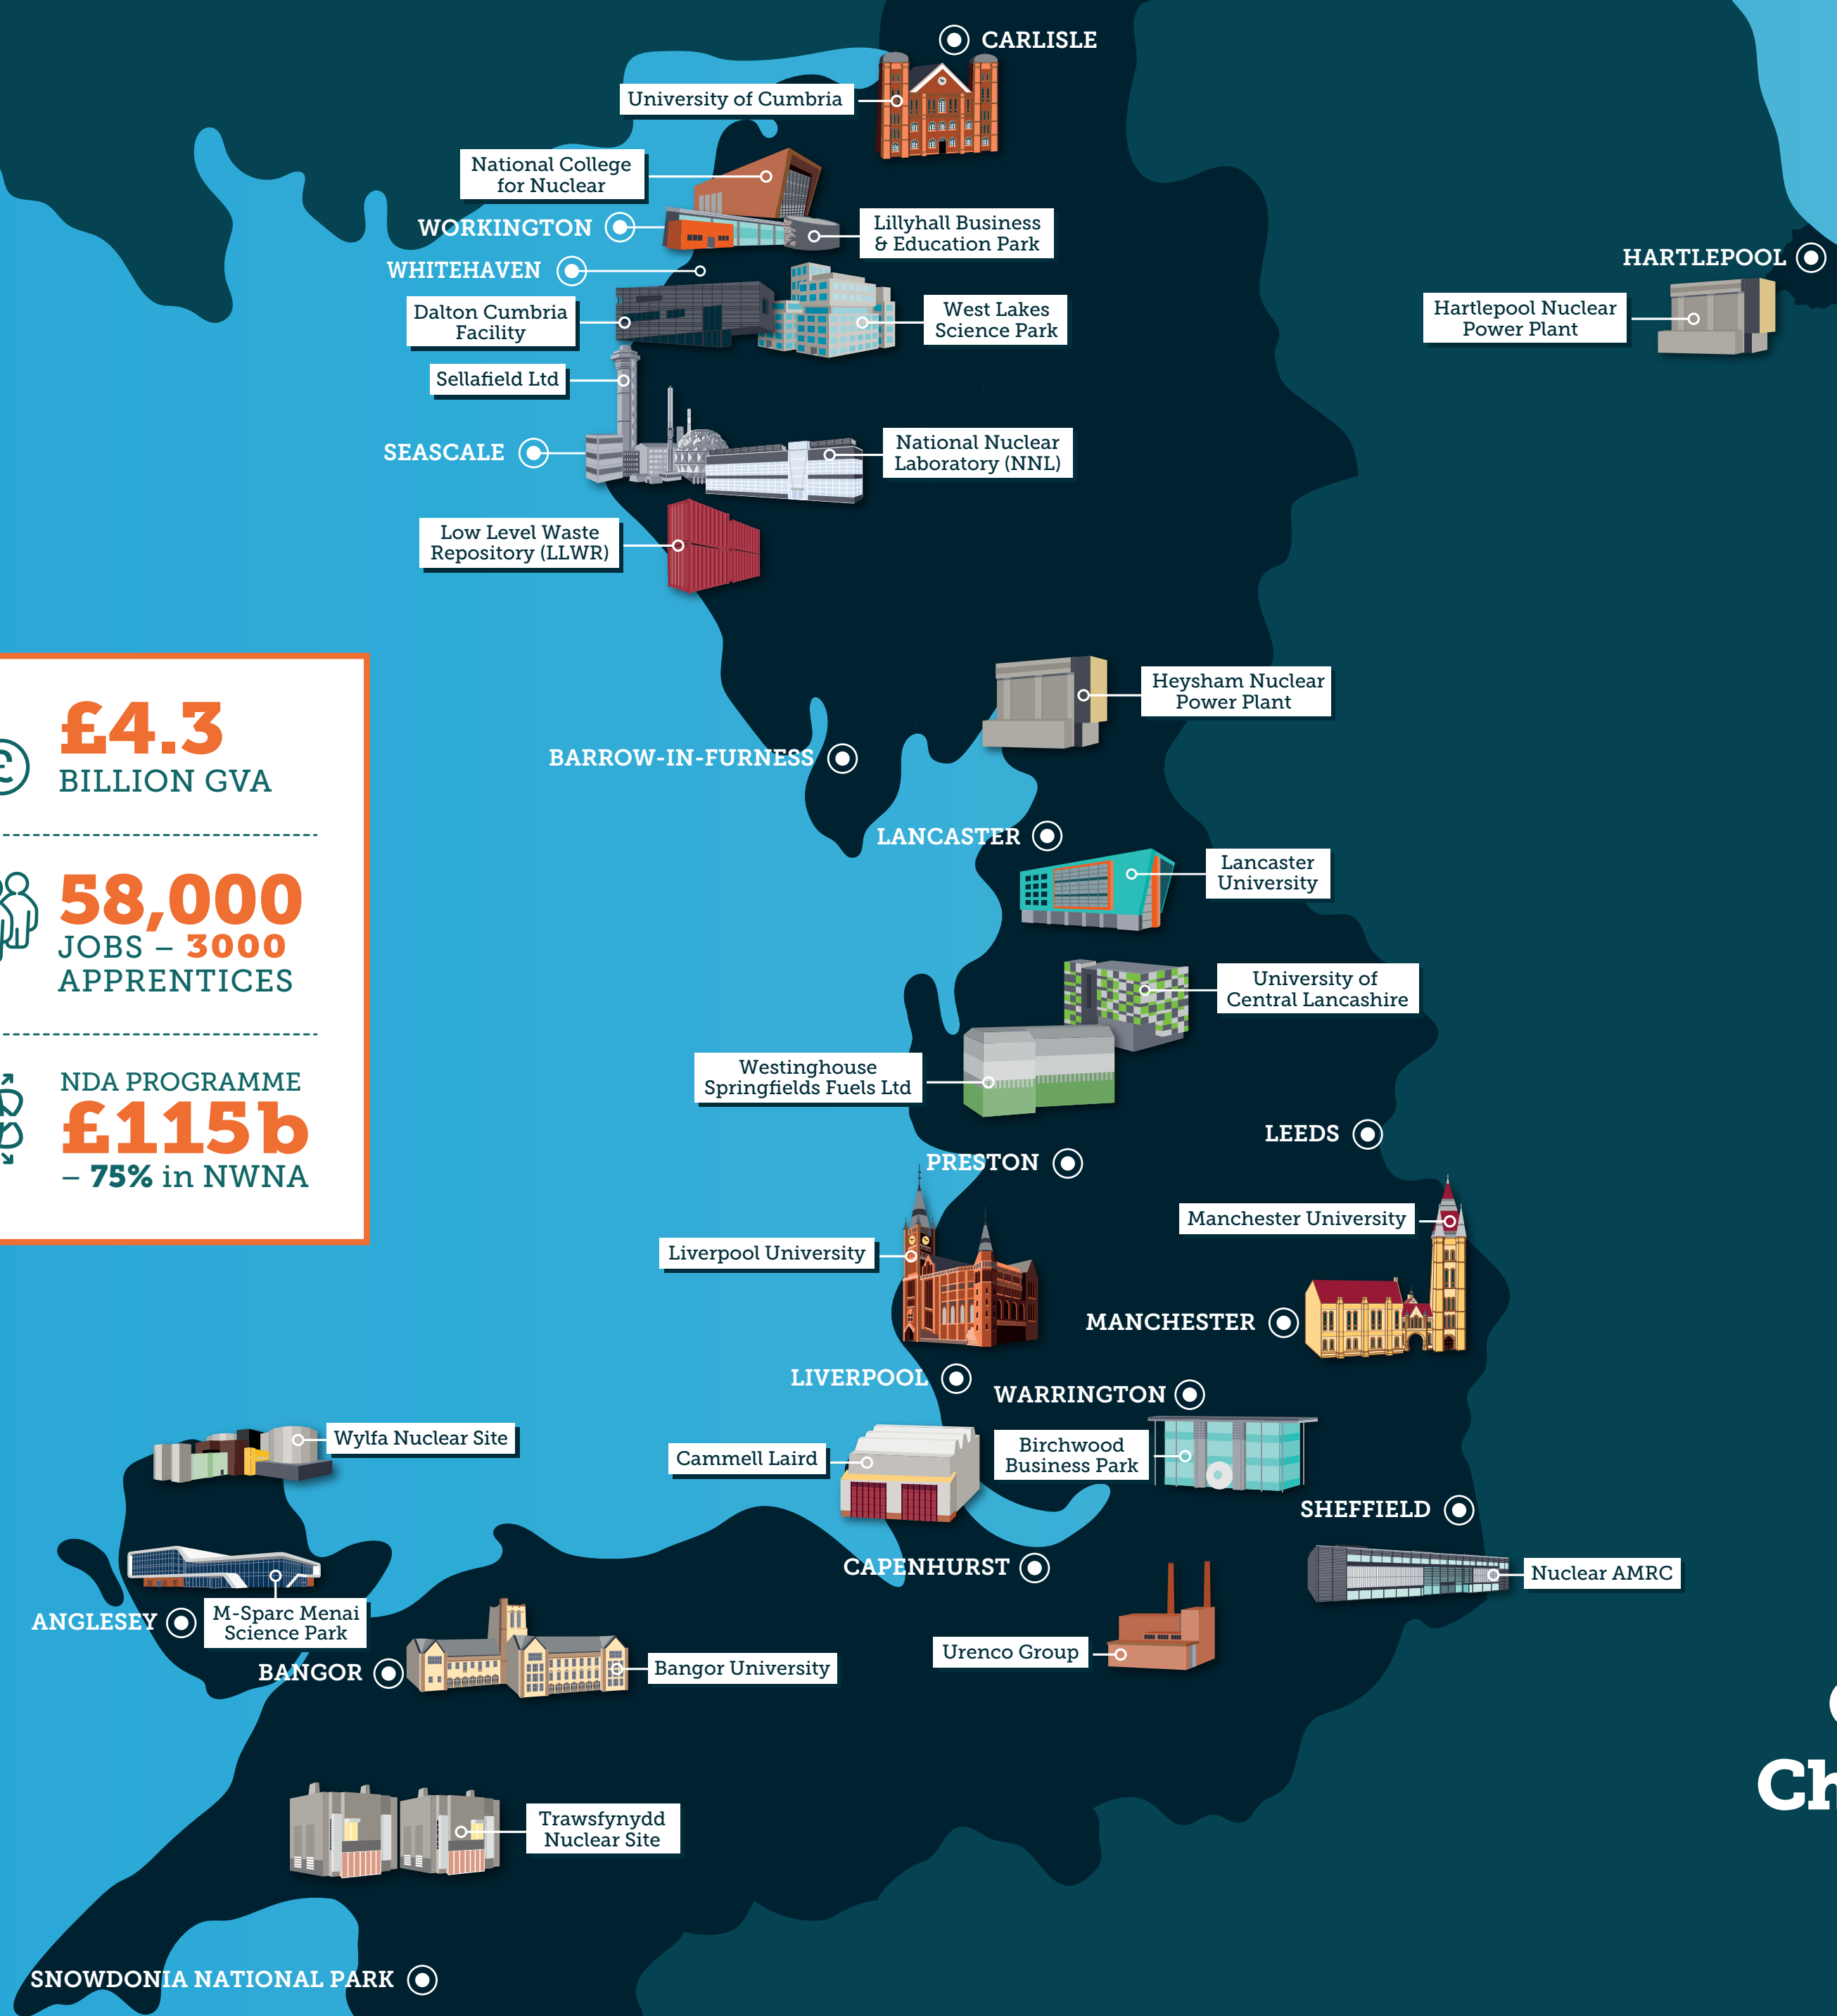 CARLISLE
University of Cumbria
National College
for Nuclear
WORKINGTON
Lillyhall Business
& Education Park
WHITEHAVEN
HARTLEPOOL
Hartlepool Nuclear
Power Plant
Dalton Cumbria
Facility
West Lakes
Science Park
Sellafield Ltd
SEASCALE
National Nuclear
Laboratory (NNL)
Low Level Waste
Repository (LLWR)
Heysham Nuclear
Power Plant
BARROW-IN-FURNESS
£4.3
BILLION GVA
58,000
JOBS – 3000
APPRENTICES
NDA PROGRAMME
£115b
– 75% in NWNA
LANCASTER
Lancaster
University
University of
Central Lancashire
Westinghouse
Springfields Fuels Ltd
LEEDS
PRESTON
Manchester University
Liverpool University
MANCHESTER
LIVERPOOL
WARRINGTON
Wylfa Nuclear Site
Cammell Laird
Birchwood
Business Park
SHEFFIELD
CAPENHURST
Nuclear AMRC
ANGLESEY
M-Sparc Menai
Science Park
BANGOR
Bangor University
Urenco Group
Trawsfynydd
Nuclear Site
SNOWDONIA NATIONAL PARK